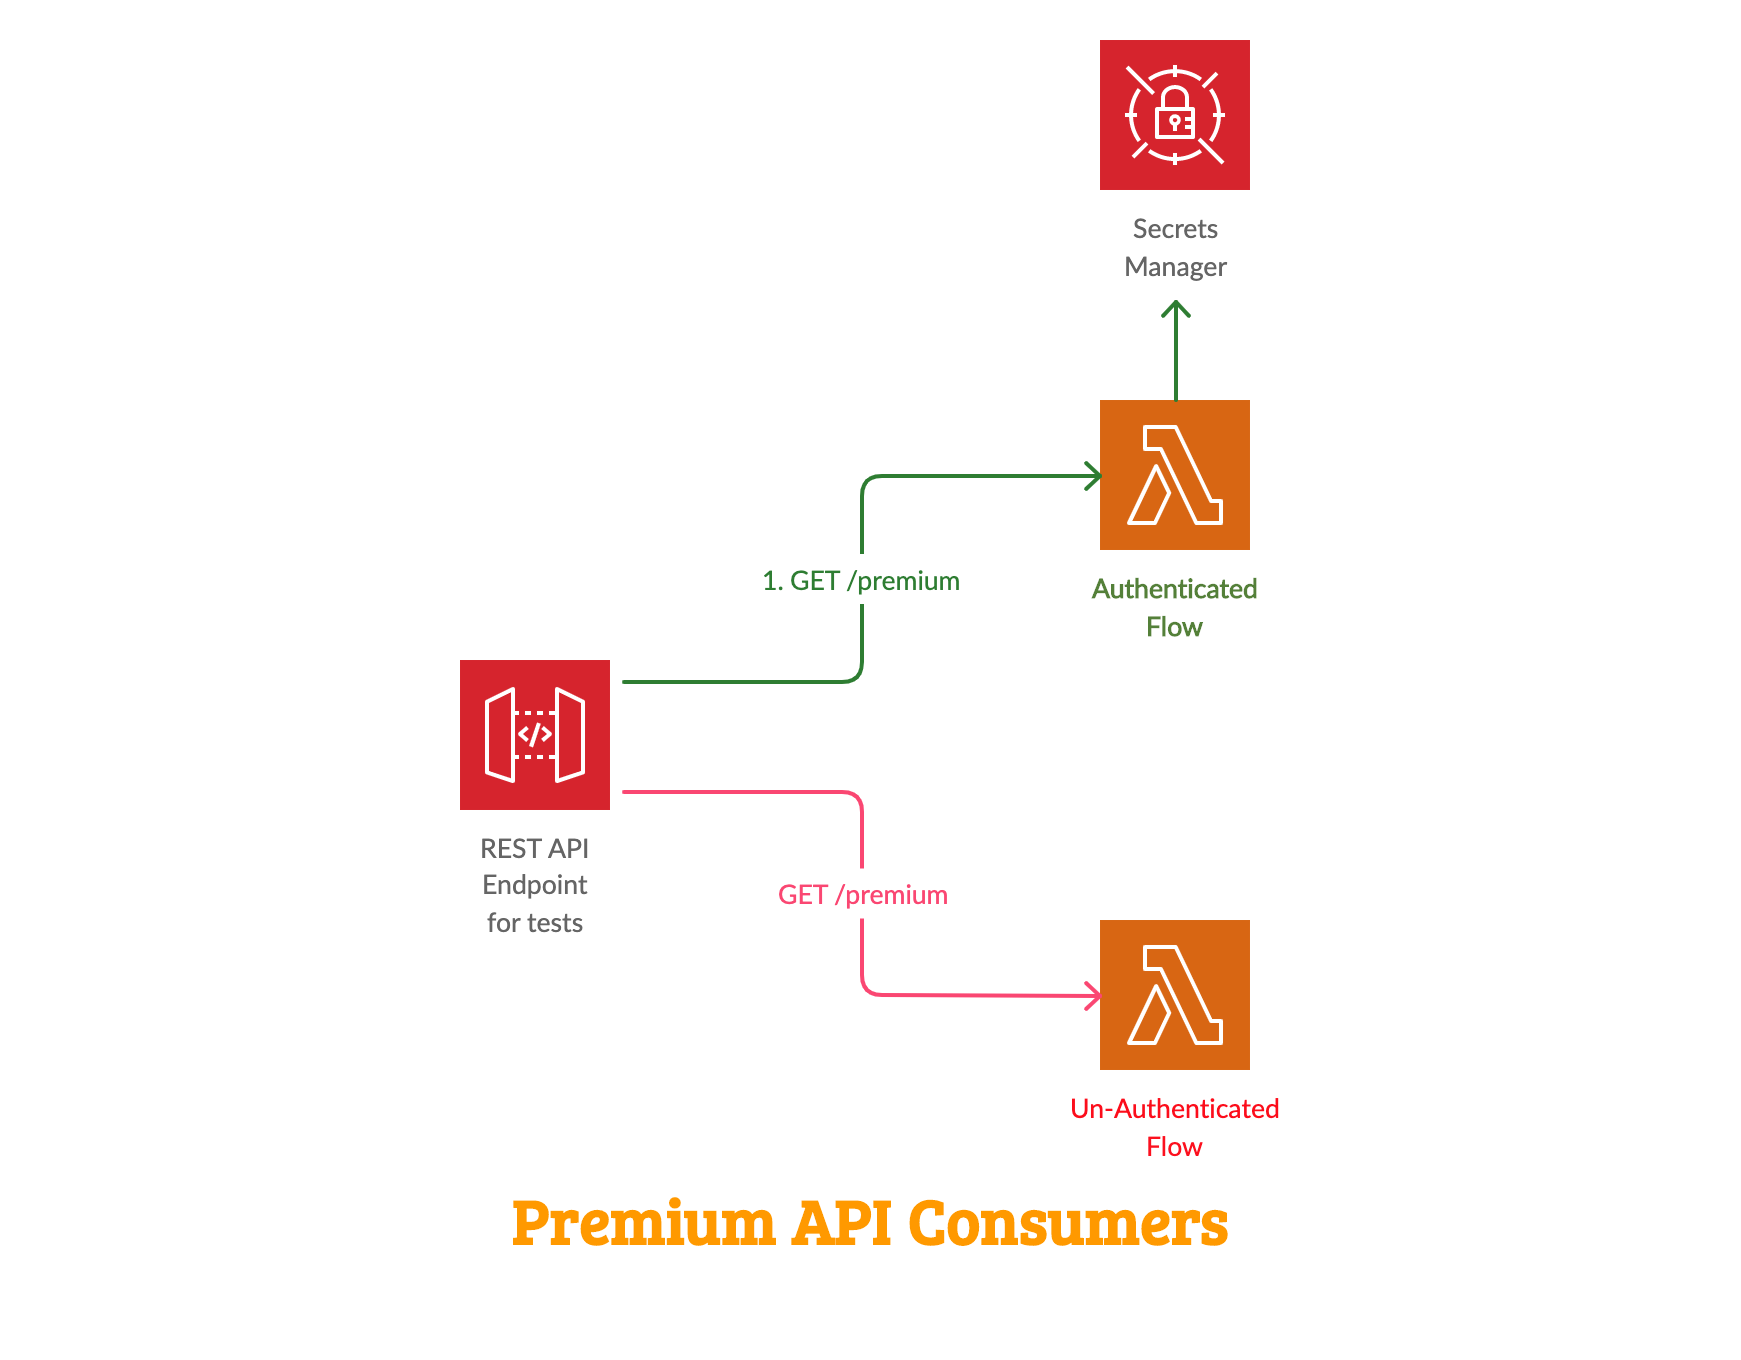 Secrets
Manager
1. GET /premium
Authenticated
Flow
</>
REST API
Endpoint
for tests
GET /premium
Un-Authenticated
Flow
Premium API Consumers